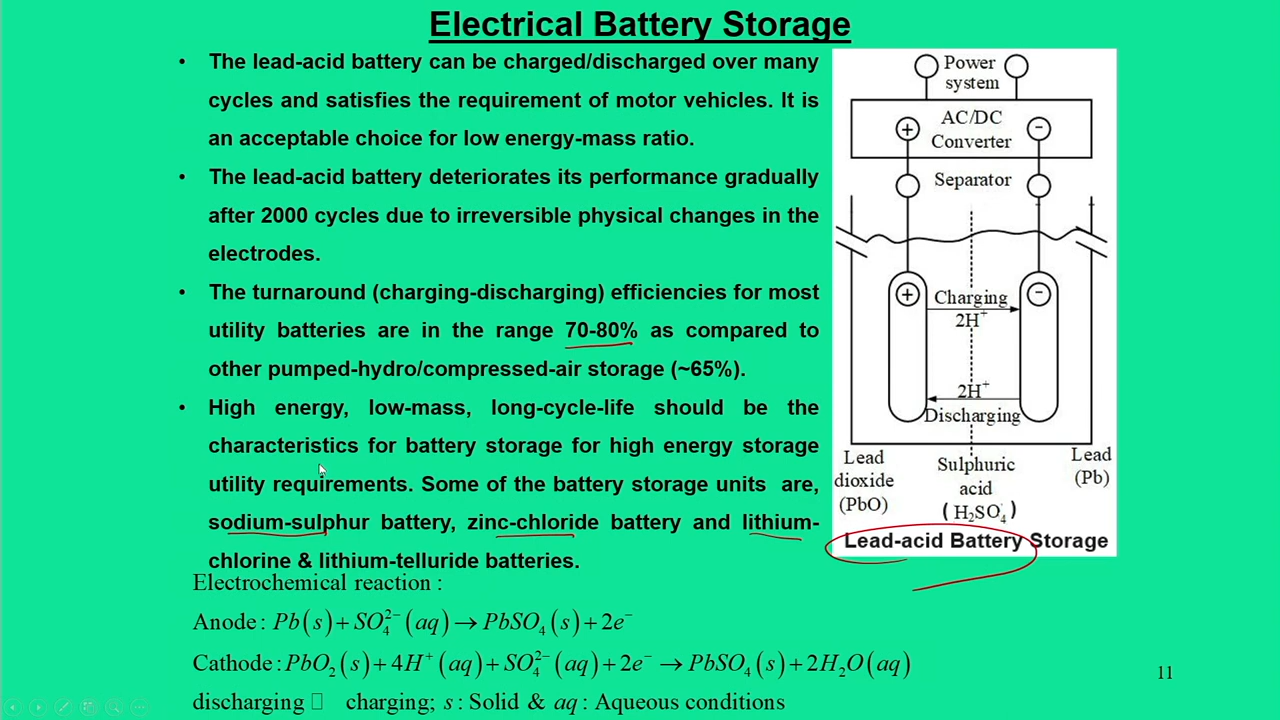 Electrical Battery Storage
• The lead-acid battery can be charged/discharged over many
cycles and satisfies the requirement of motor vehicles. It is
an acceptable choice for low energy-mass ratio.
• The lead-acid battery deteriorates its performance gradually
after 2000 cycles due to irreversible physical changes in the
electrodes.
• The turnaround (charging-discharging) efficiencies for most
utility batteries are in the range 70-80% as compared to
other pumped-hydro/compressed-air storage (~65%).
• High energy, low-mass, long-cycle-life should be the
characteristics for battery storage for high energy storage
utility requirements. Some of the battery storage units are,
sodium-sulphur battery, zinc-chloride battery and lithium-
chlorine & lithium-telluride batteries.
Electrochemical reaction :
Anode : Pb(s) + SO₄²⁻(aq) → PbSO₄(s) + 2e⁻
Cathode : PbO₂(s) + 4H⁺(aq) + SO₄²⁻(aq) + 2e⁻ → PbSO₄(s) + 2H₂O(aq)
discharging □ charging; s : Solid & aq : Aqueous conditions
Power
system
AC/DC
Converter
+ −
Separator
+ −
Charging
2H⁺
2H⁺
Discharging
Lead
dioxide
(PbO)
Sulphuric
acid
(H₂SO₄)
Lead
(Pb)
Lead-acid Battery Storage
11